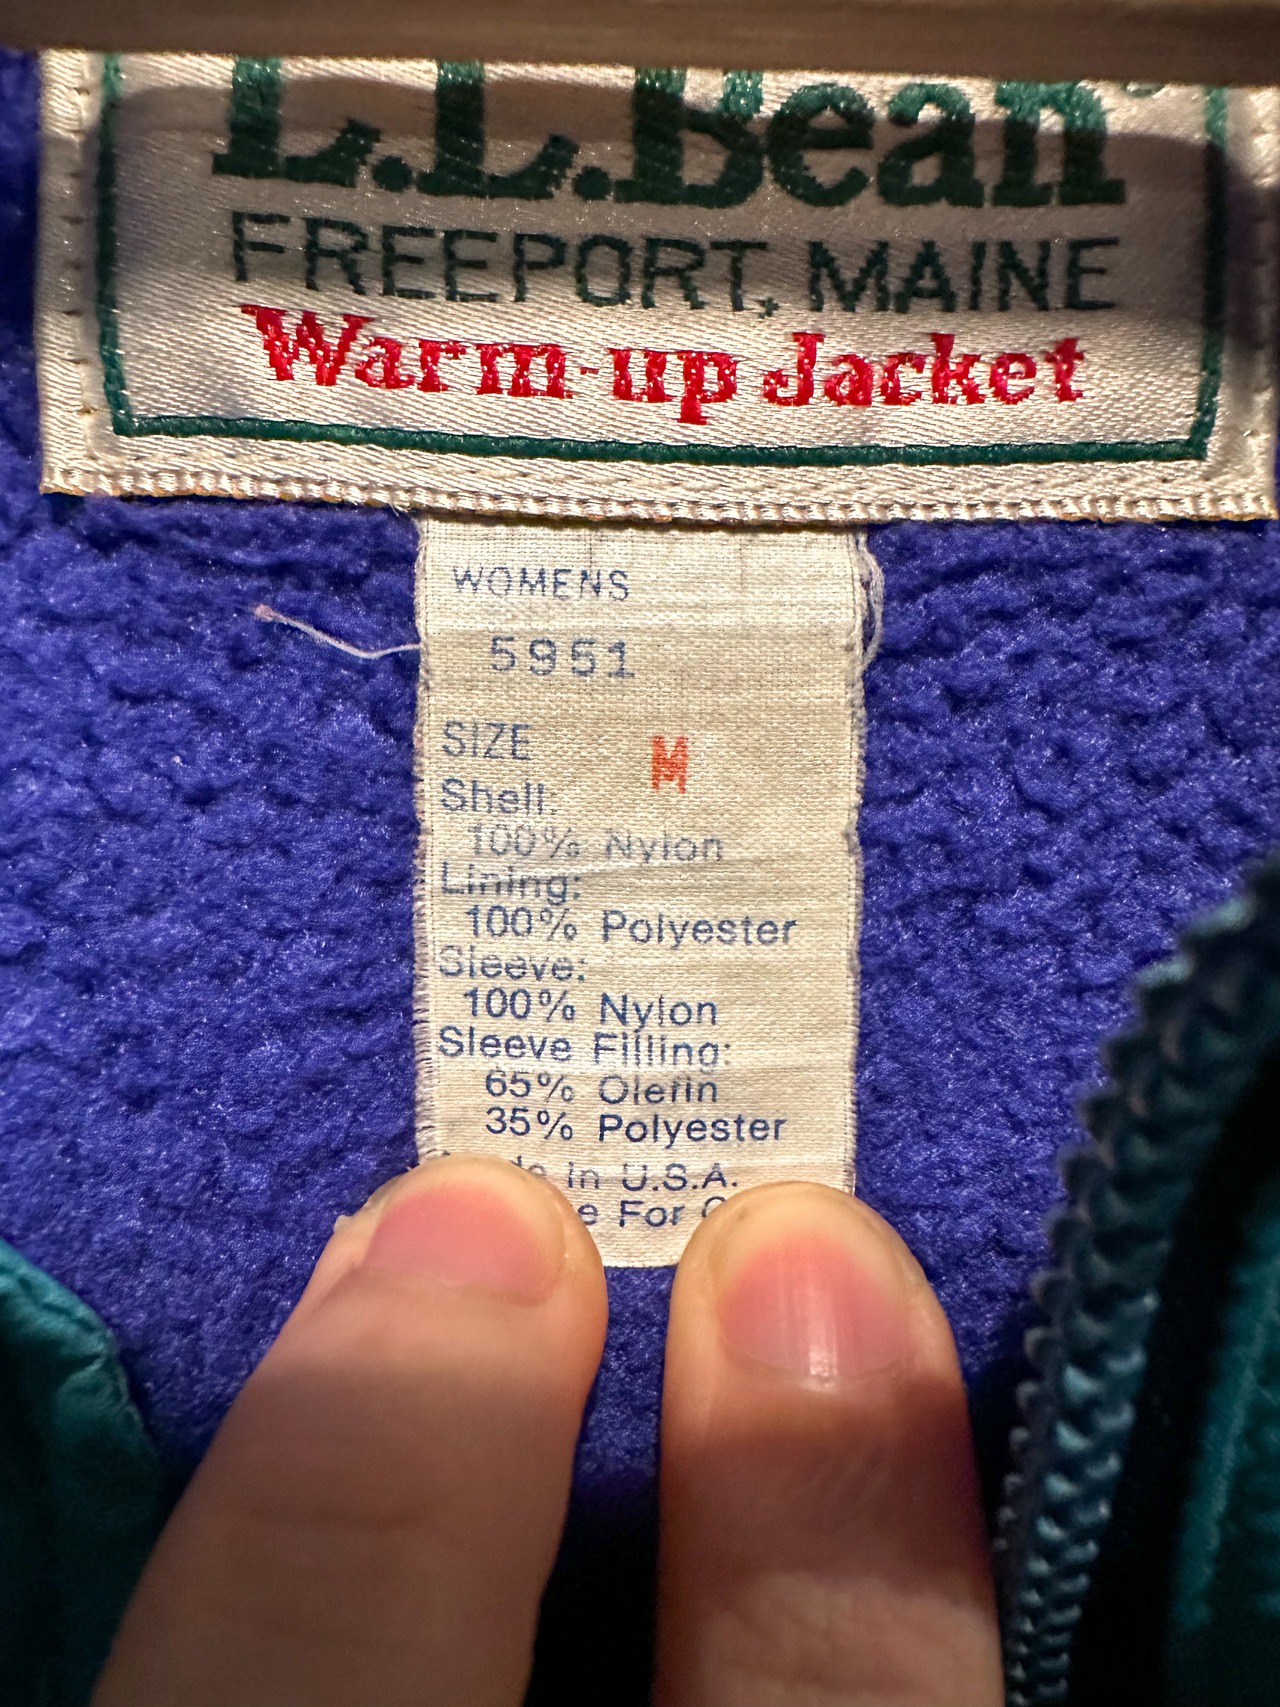 L.L.Bean®
FREEPORT, MAINE
Warm-up Jacket
WOMENS
5951
SIZE M
Shell:
100% Nylon
Lining:
100% Polyester
Sleeve:
100% Nylon
Sleeve Filling:
65% Olefin
35% Polyester
in U.S.A.
For